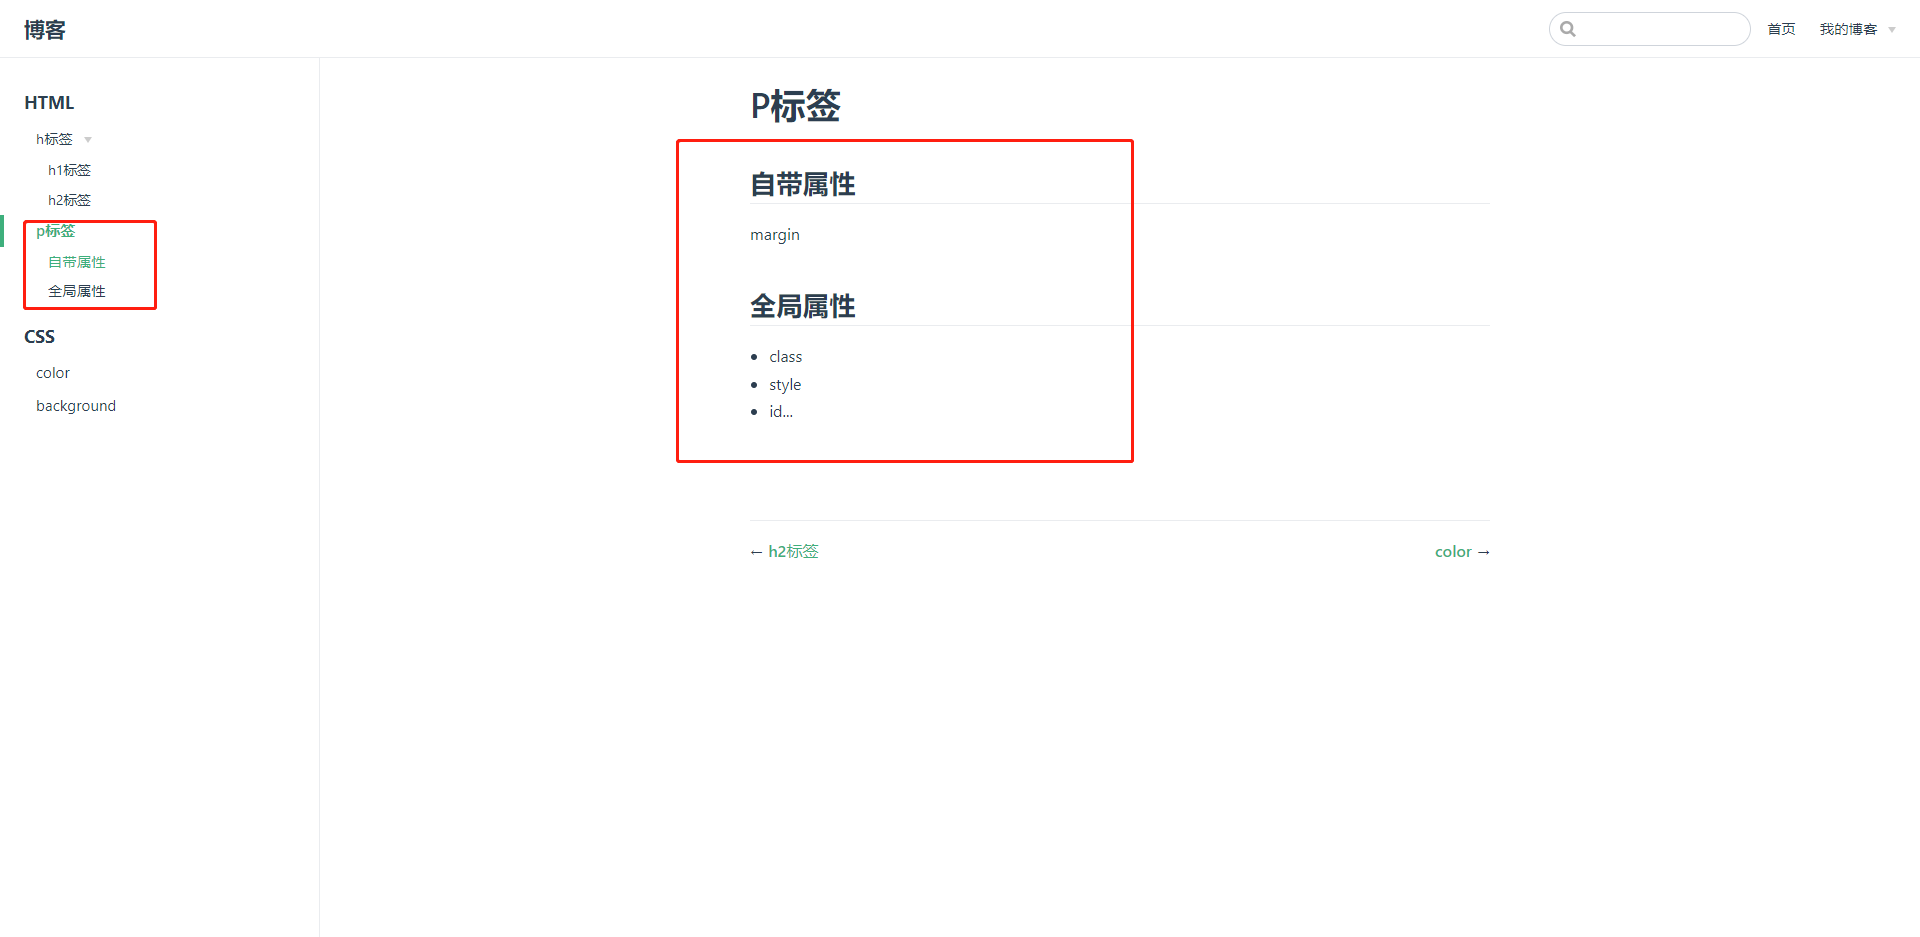 博客
首页 我的博客
HTML
h标签
h1标签
h2标签
p标签
自带属性
全局属性
CSS
color
background
P标签
自带属性
margin
全局属性
class
style
id...
← h2标签
color →